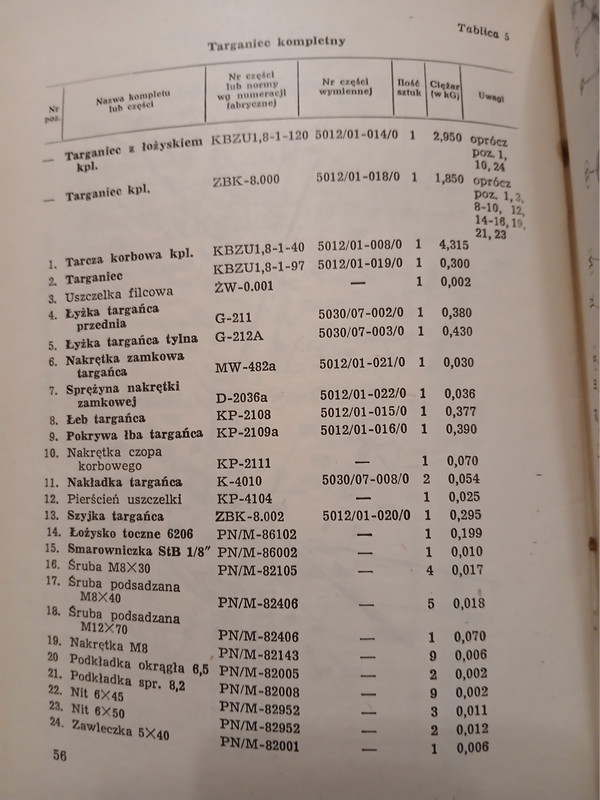 Tablica 5
Targaniec kompletny
Nr poz. | Nazwa kompletu lub części | Nr części lub normy wg numeracji fabrycznej | Nr części wymiennej | Ilość sztuk | Ciężar (w kG) | Uwagi
— Targaniec z łożyskiem kpl. KBZU1,8-1-120 5012/01-014/0 1 2,950 oprócz poz. 1, 10, 24
— Targaniec kpl. ZBK-8.000 5012/01-018/0 1 1,850 oprócz poz. 1, 3, 8-10, 12, 14-16, 19, 21, 23
1. Tarcza korbowa kpl. KBZU1,8-1-40 5012/01-008/0 1 4,315
2. Targaniec KBZU1,8-1-97 5012/01-019/0 1 0,300
3. Uszczelka filcowa ŻW-0.001 — 1 0,002
4. Łyżka targańca przednia G-211 5030/07-002/0 1 0,380
5. Łyżka targańca tylna G-212A 5030/07-003/0 1 0,430
6. Nakrętka zamkowa targańca MW-482a 5012/01-021/0 1 0,030
7. Sprężyna nakrętki zamkowej D-2036a 5012/01-022/0 1 0,036
8. Łeb targańca KP-2108 5012/01-015/0 1 0,377
9. Pokrywa łba targańca KP-2109a 5012/01-016/0 1 0,390
10. Nakrętka czopa korbowego KP-2111 — 1 0,070
11. Nakładka targańca K-4010 5030/07-008/0 2 0,054
12. Pierścień uszczelki KP-4104 — 1 0,025
13. Szyjka targańca ZBK-8.002 5012/01-020/0 1 0,295
14. Łożysko toczne 6206 PN/M-86102 — 1 0,199
15. Smarowniczka StB 1/8″ PN/M-86002 — 1 0,010
16. Śruba M8×30 PN/M-82105 — 4 0,017
17. Śruba podsadzana M8×40 PN/M-82406 — 5 0,018
18. Śruba podsadzana M12×70 PN/M-82406 — 1 0,070
19. Nakrętka M8 PN/M-82143 — 9 0,006
20 Podkładka okrągła 6,5 PN/M-82005 — 2 0,002
21. Podkładka spr. 8,2 PN/M-82008 — 9 0,002
22. Nit 6×45 PN/M-82952 — 3 0,011
23. Nit 6×50 PN/M-82952 — 2 0,012
24. Zawleczka 5×40 PN/M-82001 — 1 0,006
56